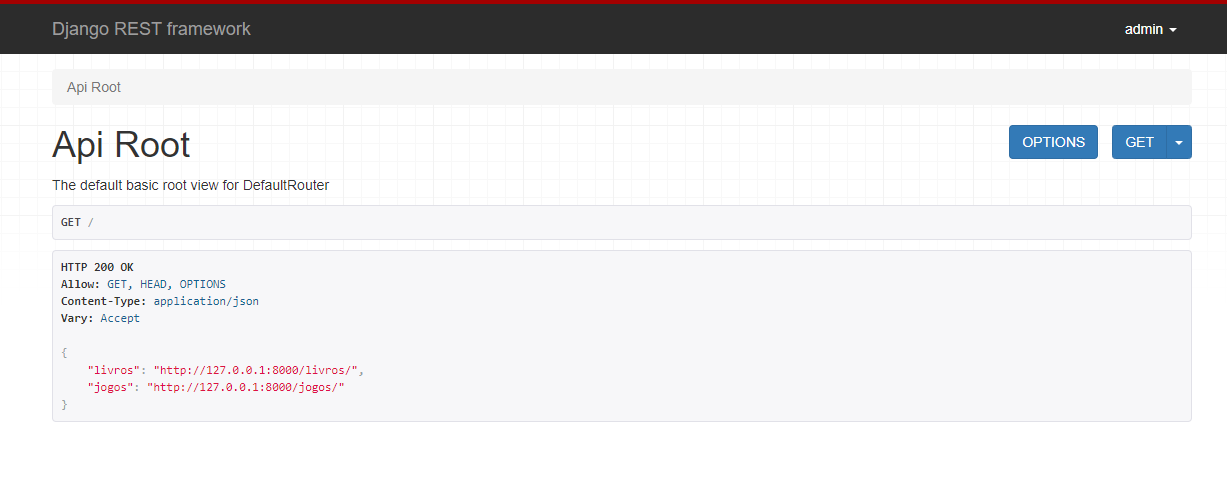 Django REST framework
admin
Api Root
Api Root
OPTIONS
GET
The default basic root view for DefaultRouter
GET /
HTTP 200 OK
Allow: GET, HEAD, OPTIONS
Content-Type: application/json
Vary: Accept
{
    "livros": "http://127.0.0.1:8000/livros/",
    "jogos": "http://127.0.0.1:8000/jogos/"
}